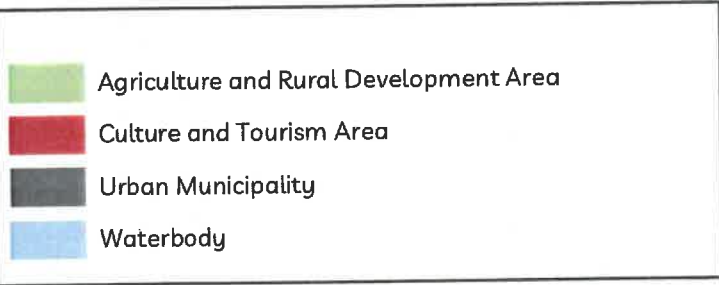 Agriculture and Rural Development Area
Culture and Tourism Area
Urban Municipality
Waterbody